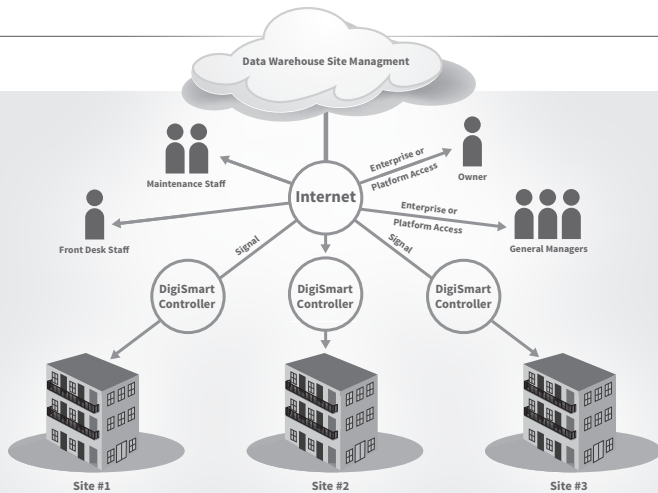 Data Warehouse Site Managment
Enterprise or
Platform Access
Owner
Maintenance Staff
Internet
Enterprise or
Platform Access
Front Desk Staff
General Managers
Signal
Signal
DigiSmart
Controller
DigiSmart
Controller
DigiSmart
Controller
Site #1
Site #2
Site #3